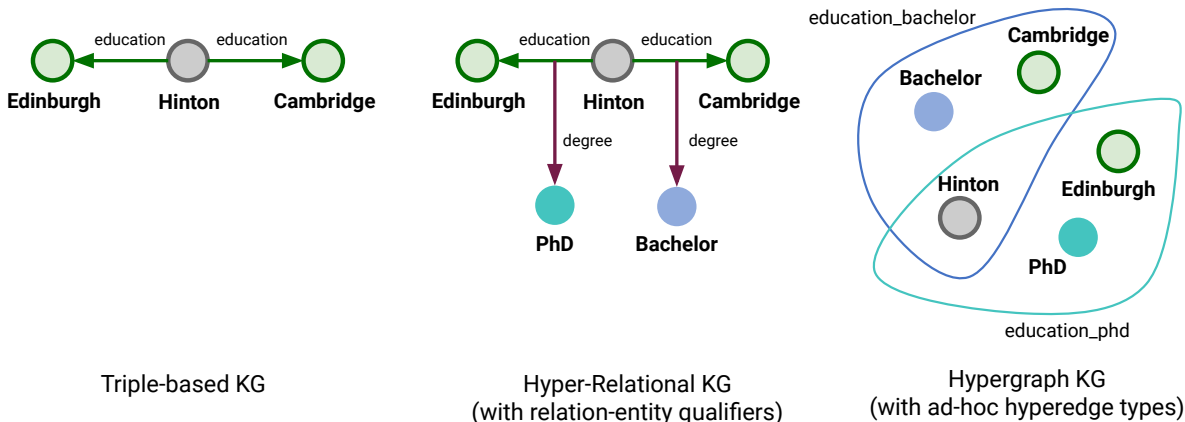 education education
Edinburgh Hinton Cambridge
Triple-based KG
education education
Edinburgh Hinton Cambridge
degree degree
PhD Bachelor
Hyper-Relational KG
(with relation-entity qualifiers)
education_bachelor
Cambridge
Bachelor
Hinton
Edinburgh
PhD
education_phd
Hypergraph KG
(with ad-hoc hyperedge types)